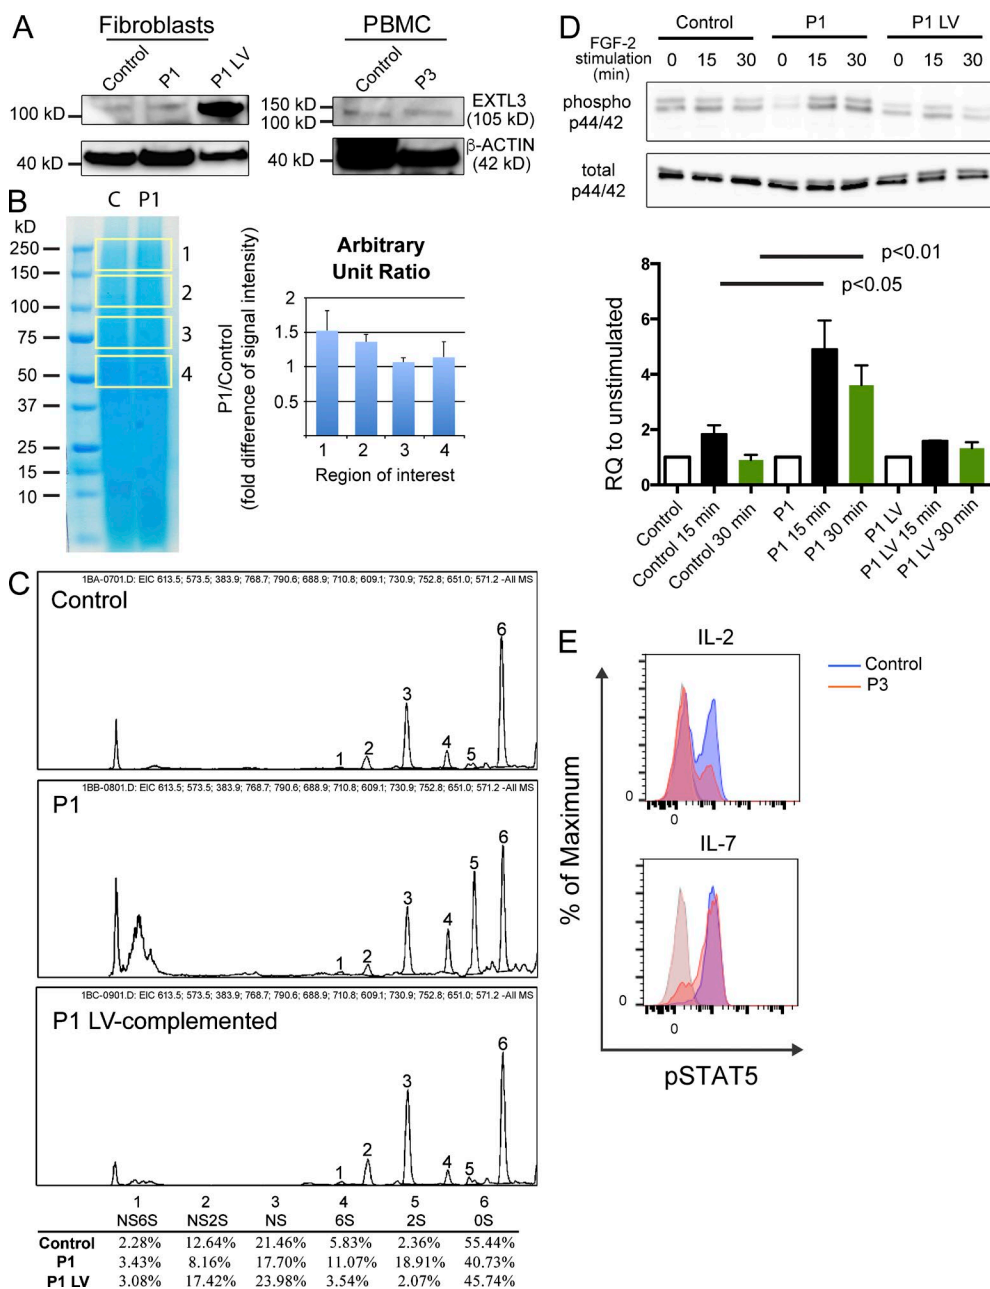 A
Fibroblasts
Control
P1
P1 LV
100 kD
40 kD
PBMC
Control
P3
150 kD
100 kD
EXTL3
(105 kD)
40 kD
β-ACTIN
(42 kD)
B
C P1
kD
250
150
100
75
50
37
25
15
10
1
2
3
4
Arbitrary
Unit Ratio
P1/Control
(fold difference of signal intensity)
2
1.5
1
0.5
1 2 3 4
Region of interest
C
1BA-0701.D: EIC 613.5; 573.5; 383.9; 768.7; 790.6; 688.9; 710.8; 609.1; 730.9; 752.8; 651.0; 571.2 -All MS
Control
1 2 3 4 5 6
1BB-0801.D: EIC 613.5; 573.5; 383.9; 768.7; 790.6; 688.9; 710.8; 609.1; 730.9; 752.8; 651.0; 571.2 -All MS
P1
1 2 3 4 5 6
1BC-0901.D: EIC 613.5; 573.5; 383.9; 768.7; 790.6; 688.9; 710.8; 609.1; 730.9; 752.8; 651.0; 571.2 -All MS
P1 LV-complemented
1 2 3 4 5 6
1 2 3 4 5 6
NS6S NS2S NS 6S 2S 0S
Control 2.28% 12.64% 21.46% 5.83% 2.36% 55.44%
P1 3.43% 8.16% 17.70% 11.07% 18.91% 40.73%
P1 LV 3.08% 17.42% 23.98% 3.54% 2.07% 45.74%
D
Control P1 P1 LV
FGF-2
stimulation
(min)
0 15 30 0 15 30 0 15 30
phospho
p44/42
total
p44/42
RQ to unstimulated
8
6
4
2
0
p<0.01
p<0.05
Control
Control 15 min
Control 30 min
P1
P1 15 min
P1 30 min
P1 LV
P1 LV 15 min
P1 LV 30 min
E
IL-2
Control
P3
0
0
IL-7
0
0
% of Maximum
pSTAT5